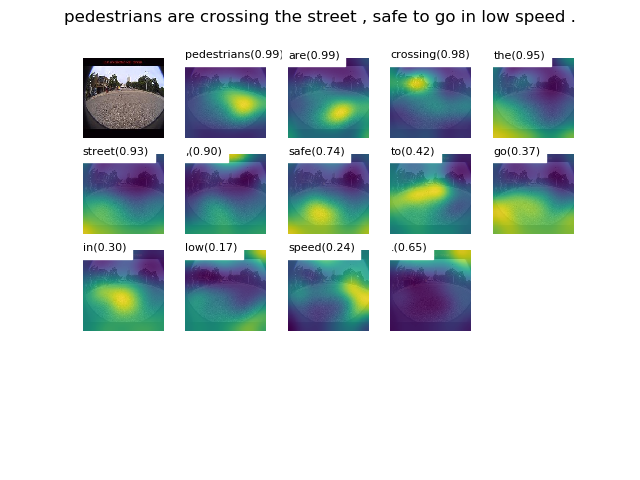 pedestrians are crossing the street , safe to go in low speed .
pedestrians(0.99) are(0.99) crossing(0.98) the(0.95)
street(0.93) ,(0.90) safe(0.74) to(0.42) go(0.37)
in(0.30) low(0.17) speed(0.24) .(0.65)